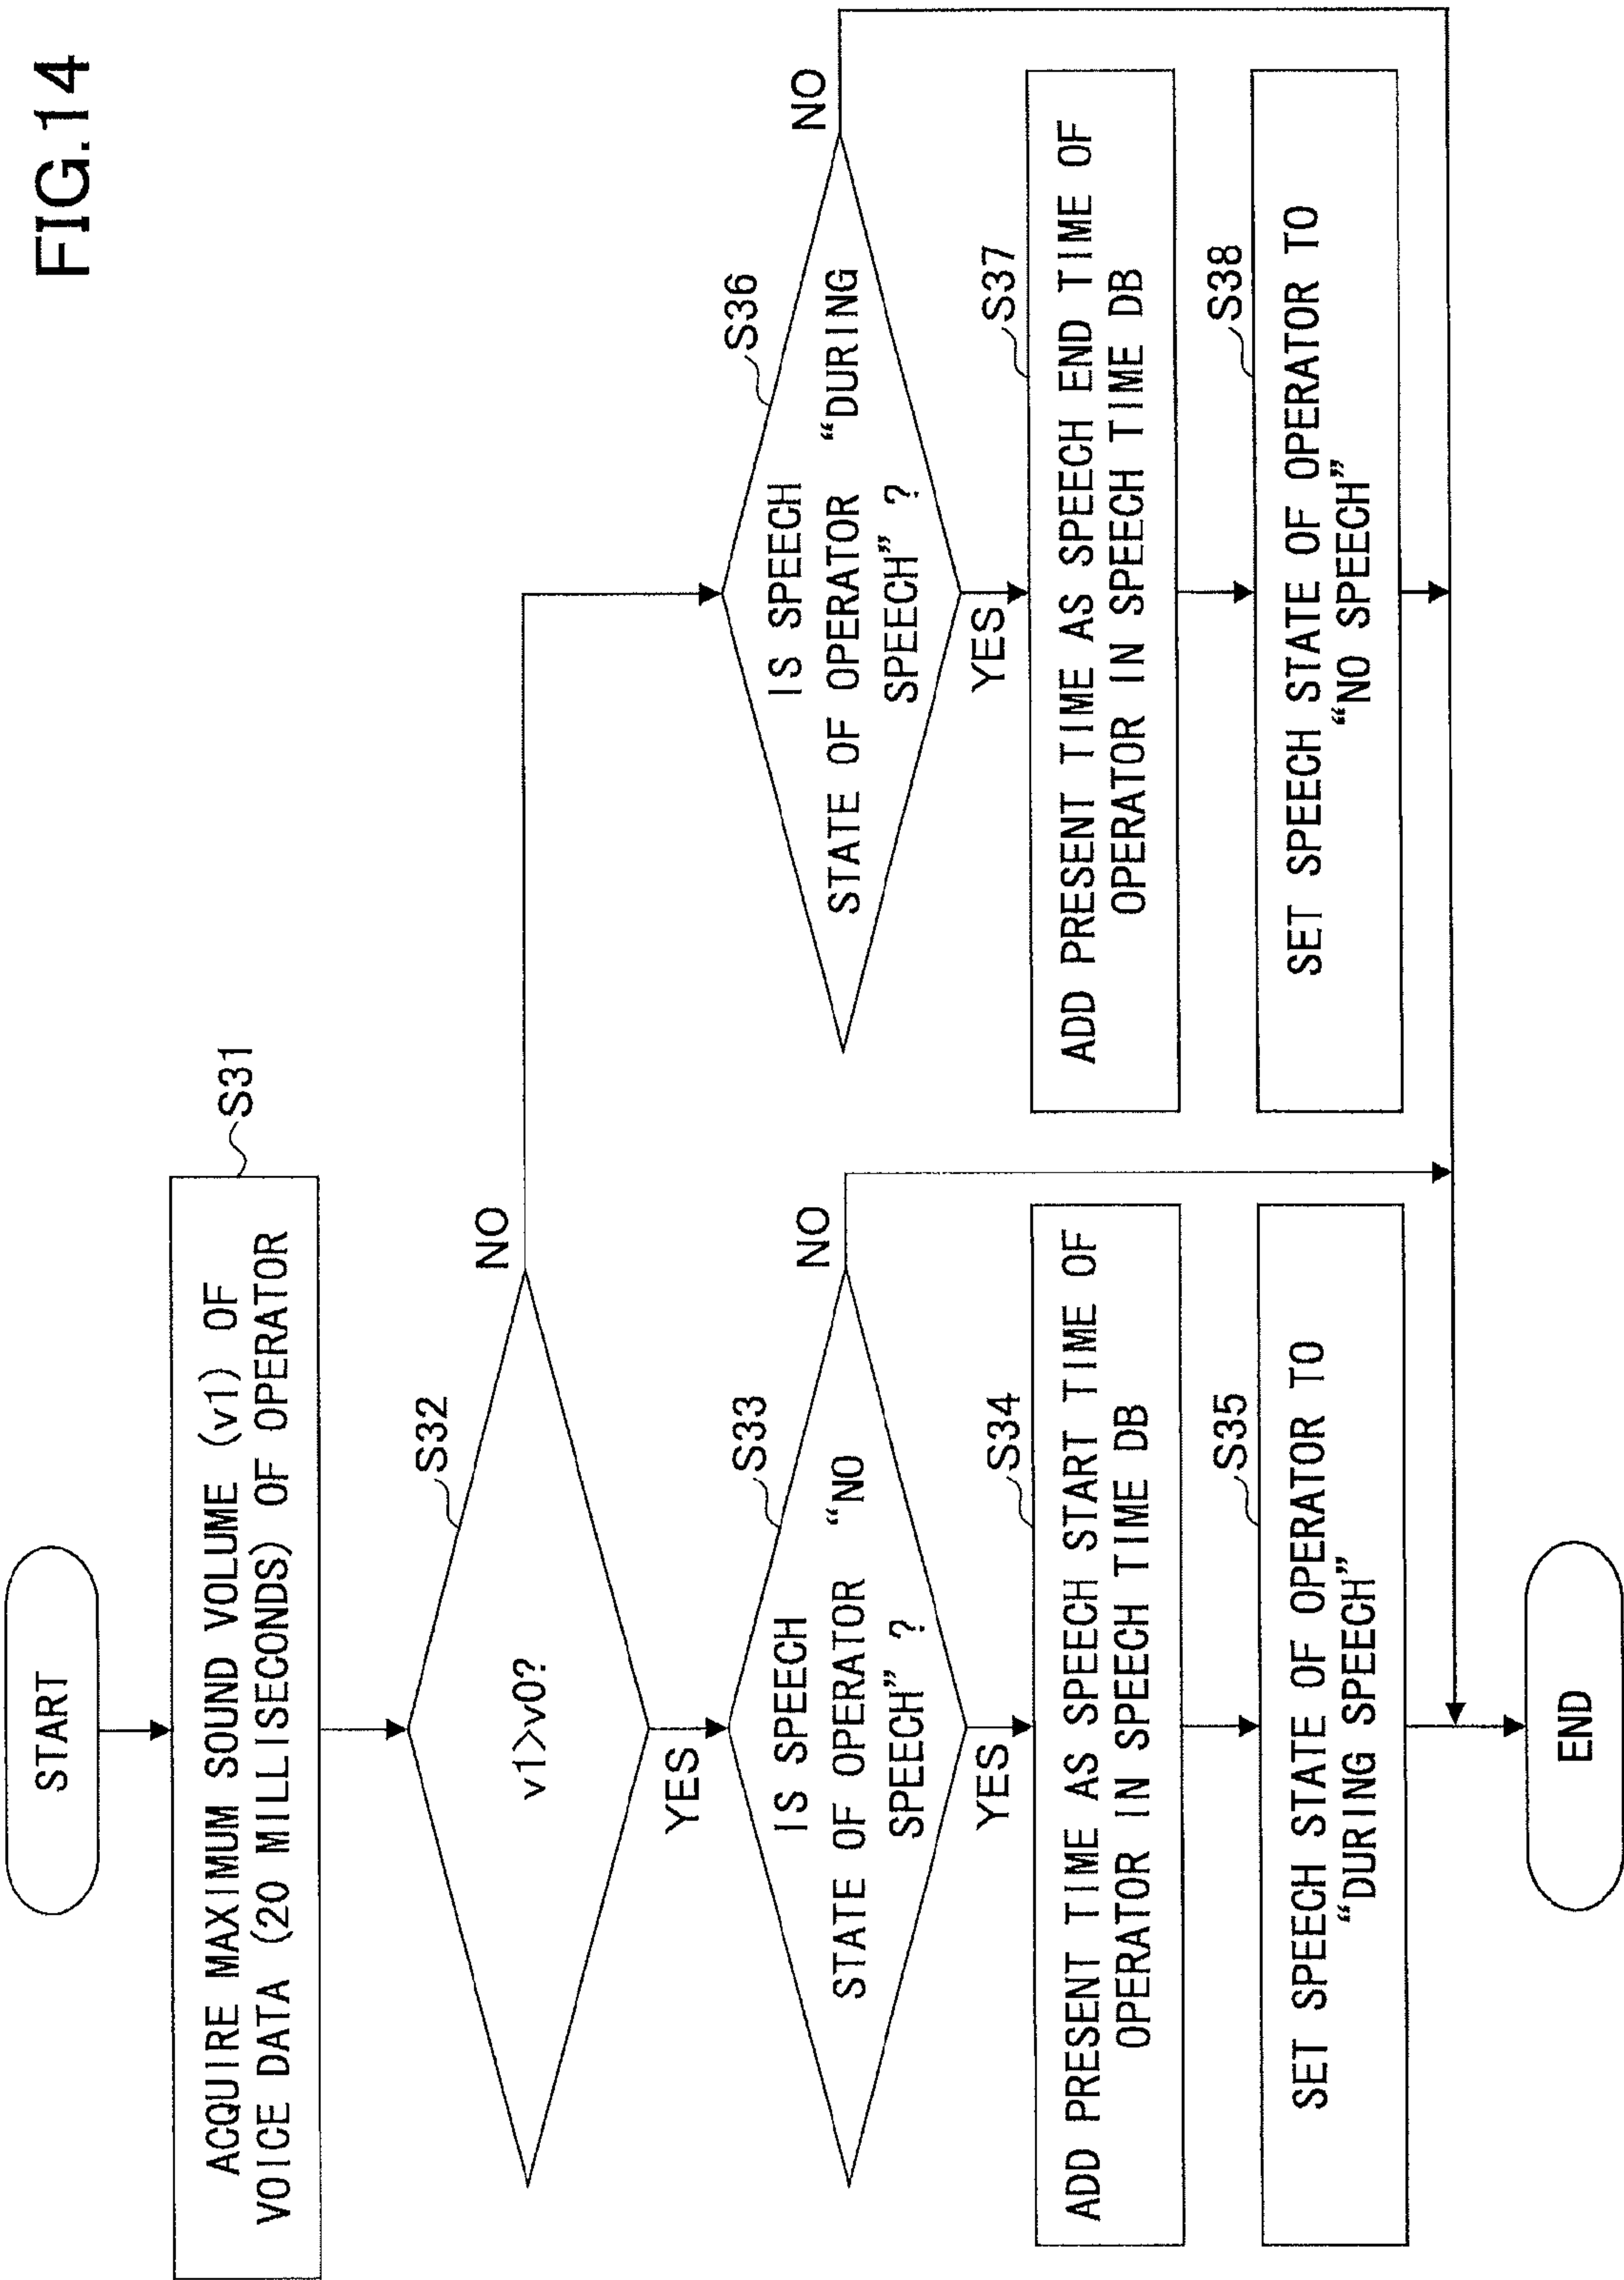 FIG.14
START
ACQUIRE MAXIMUM SOUND VOLUME (v1) OF
VOICE DATA (20 MILLISECONDS) OF OPERATOR
S31
v1>v0?
S32
NO
YES
IS SPEECH
STATE OF OPERATOR "NO
SPEECH" ?
S33
NO
YES
ADD PRESENT TIME AS SPEECH START TIME OF
OPERATOR IN SPEECH TIME DB
S34
SET SPEECH STATE OF OPERATOR TO
"DURING SPEECH"
S35
IS SPEECH
STATE OF OPERATOR "DURING
SPEECH" ?
S36
NO
YES
ADD PRESENT TIME AS SPEECH END TIME OF
OPERATOR IN SPEECH TIME DB
S37
SET SPEECH STATE OF OPERATOR TO
"NO SPEECH"
S38
END